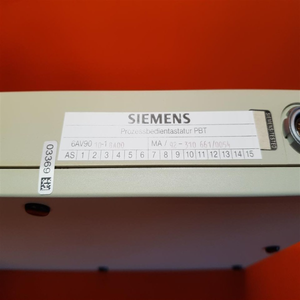 SIEMENS
Prozessbedientastatur PBT
6AV90
MA /
AS 1 2 3 4 5 6 7 8 9 10 11 12 13 14 15
03369